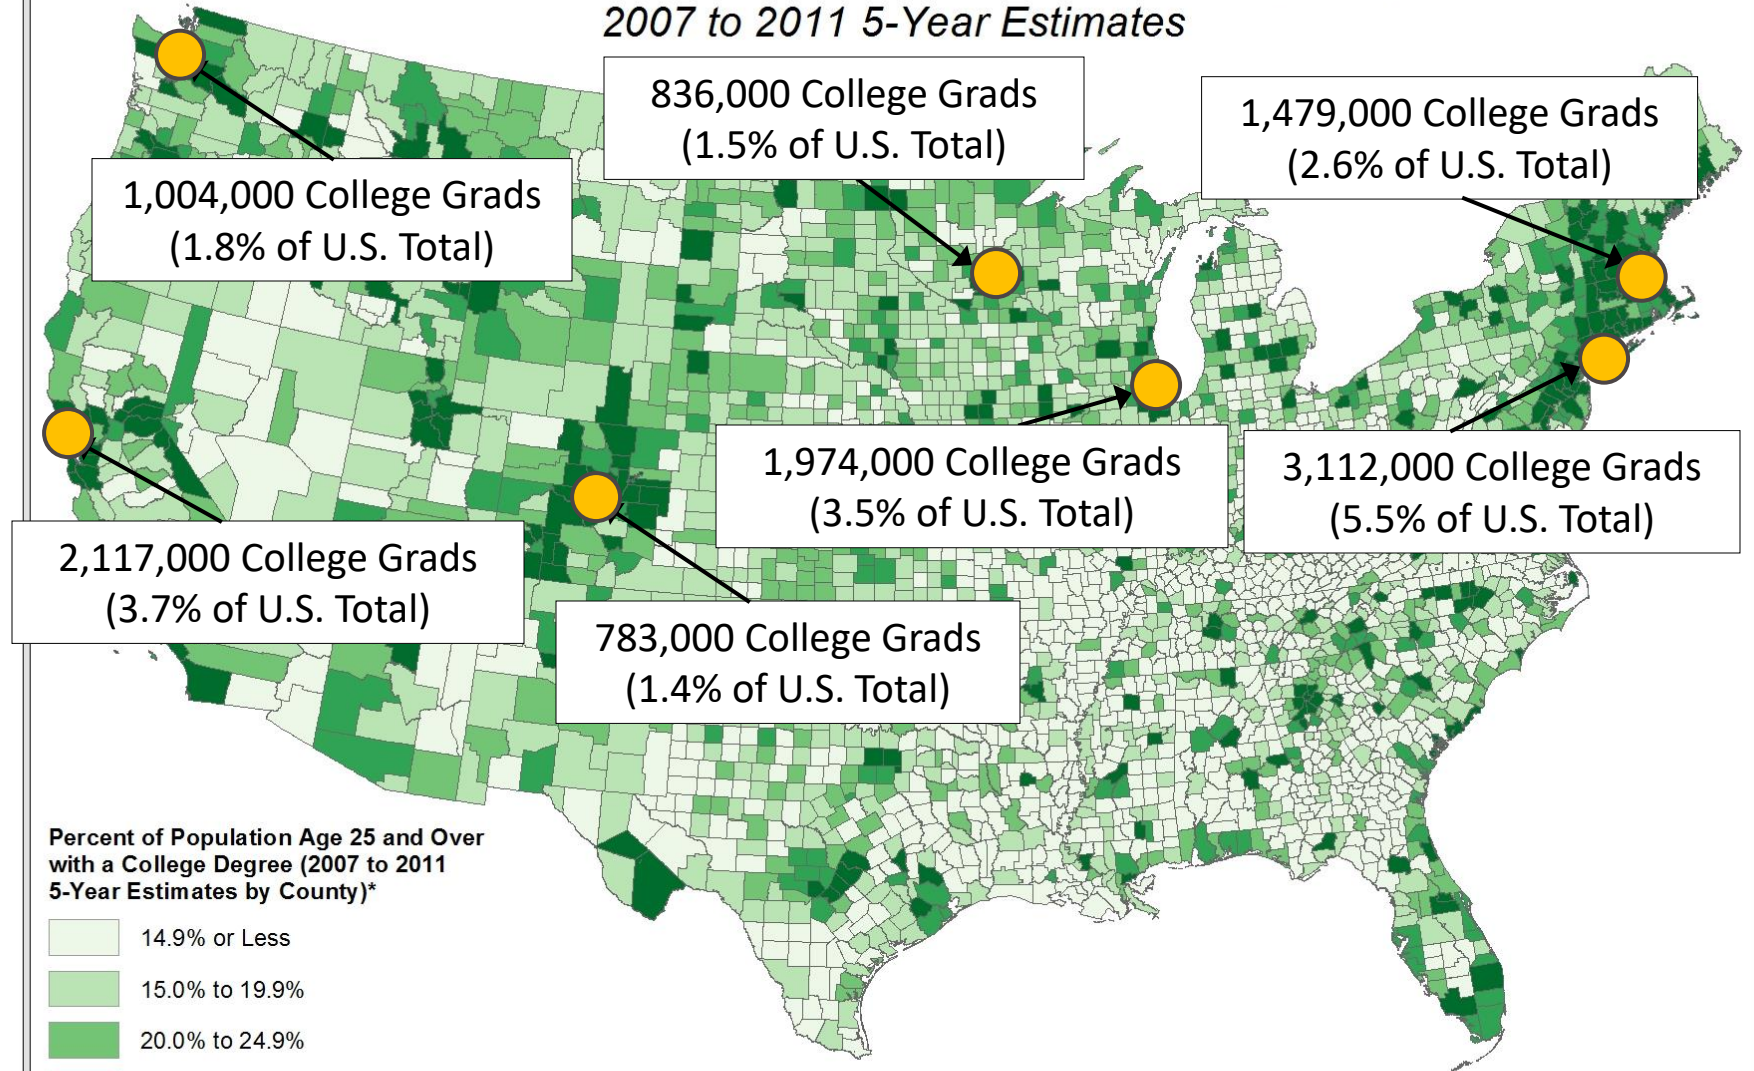 2007 to 2011 5-Year Estimates
836,000 College Grads
(1.5% of U.S. Total)
1,479,000 College Grads
(2.6% of U.S. Total)
1,004,000 College Grads
(1.8% of U.S. Total)
1,974,000 College Grads
(3.5% of U.S. Total)
3,112,000 College Grads
(5.5% of U.S. Total)
2,117,000 College Grads
(3.7% of U.S. Total)
783,000 College Grads
(1.4% of U.S. Total)
Percent of Population Age 25 and Over
with a College Degree (2007 to 2011
5-Year Estimates by County)*
14.9% or Less
15.0% to 19.9%
20.0% to 24.9%